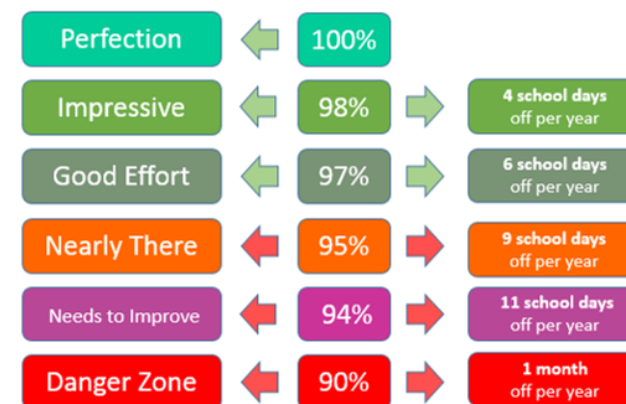 Perfection
100%
Impressive
98%
4 school days
off per year
Good Effort
97%
6 school days
off per year
Nearly There
95%
9 school days
off per year
Needs to Improve
94%
11 school days
off per year
Danger Zone
90%
1 month
off per year